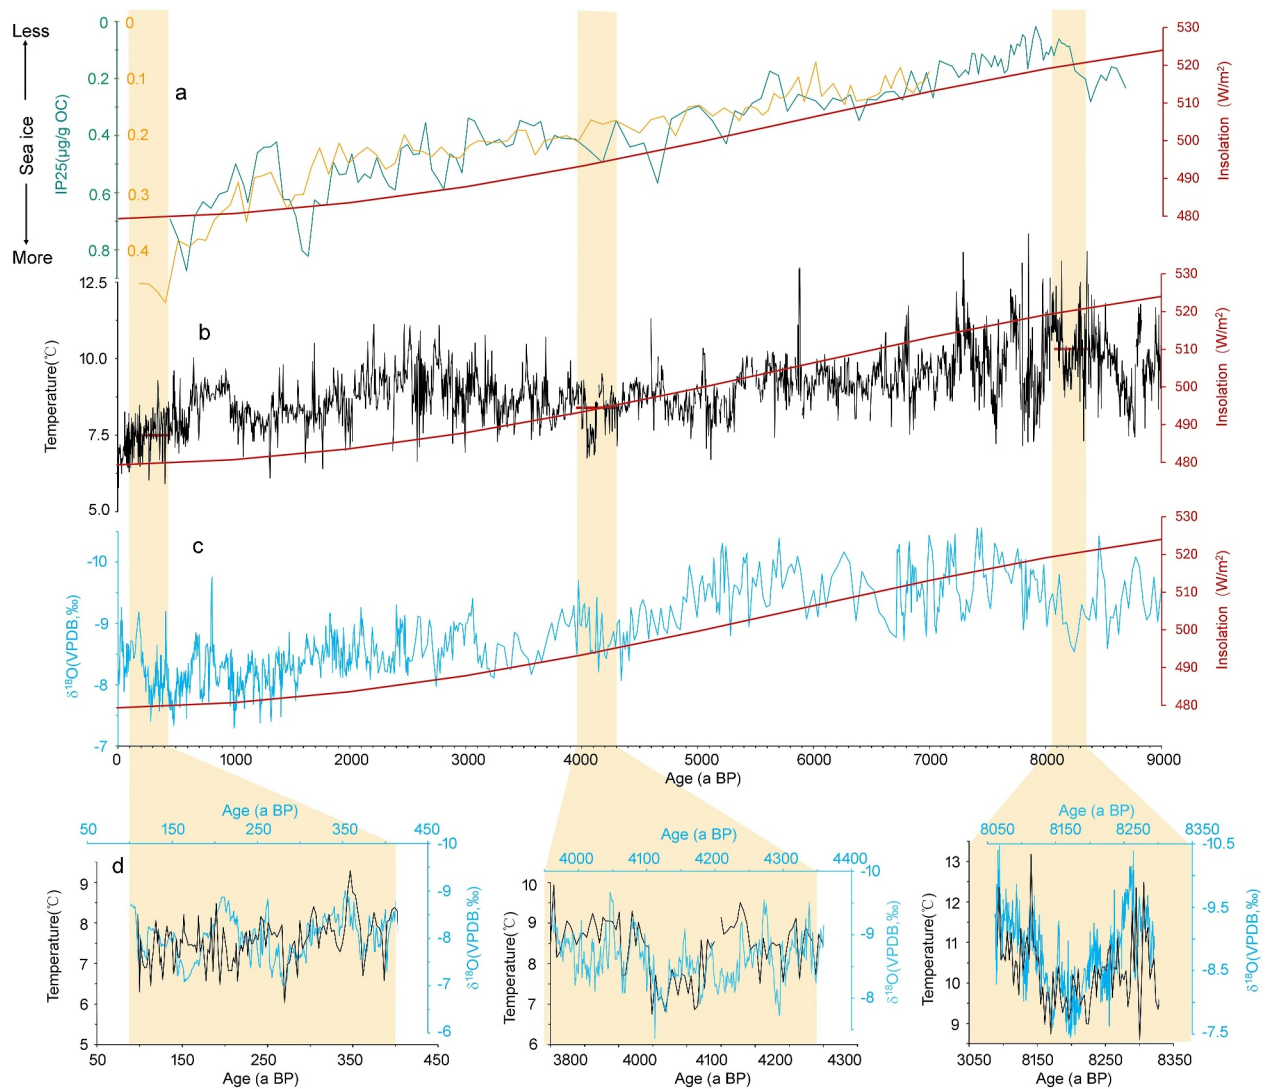 Less
Sea ice
More
0
0.2
0.4
0.6
0.8
IP25(μg/g OC)
0
0.1
0.2
0.3
0.4
a
530
520
510
500
490
480
Insolation (W/m²)
12.5
10.0
7.5
5.0
Temperature(℃)
b
530
520
510
500
490
480
Insolation (W/m²)
-10
-9
-8
-7
δ¹⁸O(VPDB,‰)
c
530
520
510
500
490
480
Insolation (W/m²)
0 1000 2000 3000 4000 5000 6000 7000 8000 9000
Age (a BP)
Age (a BP)
50 150 250 350 450
d
9
8
7
6
5
Temperature(℃)
-10
-9
-8
-7
-6
δ¹⁸O(VPDB,‰)
50 150 250 350 450
Age (a BP)
Age (a BP)
4000 4100 4200 4300 4400
10
9
8
7
6
Temperature(℃)
-10
-9
-8
δ¹⁸O(VPDB,‰)
3800 4000 4100 4200 4300
Age (a BP)
Age (a BP)
8050 8150 8250 8350
13
12
11
10
9
Temperature(℃)
-10.5
-9.5
-8.5
-7.5
δ¹⁸O(VPDB,‰)
3050 8150 8250 8350
Age (a BP)